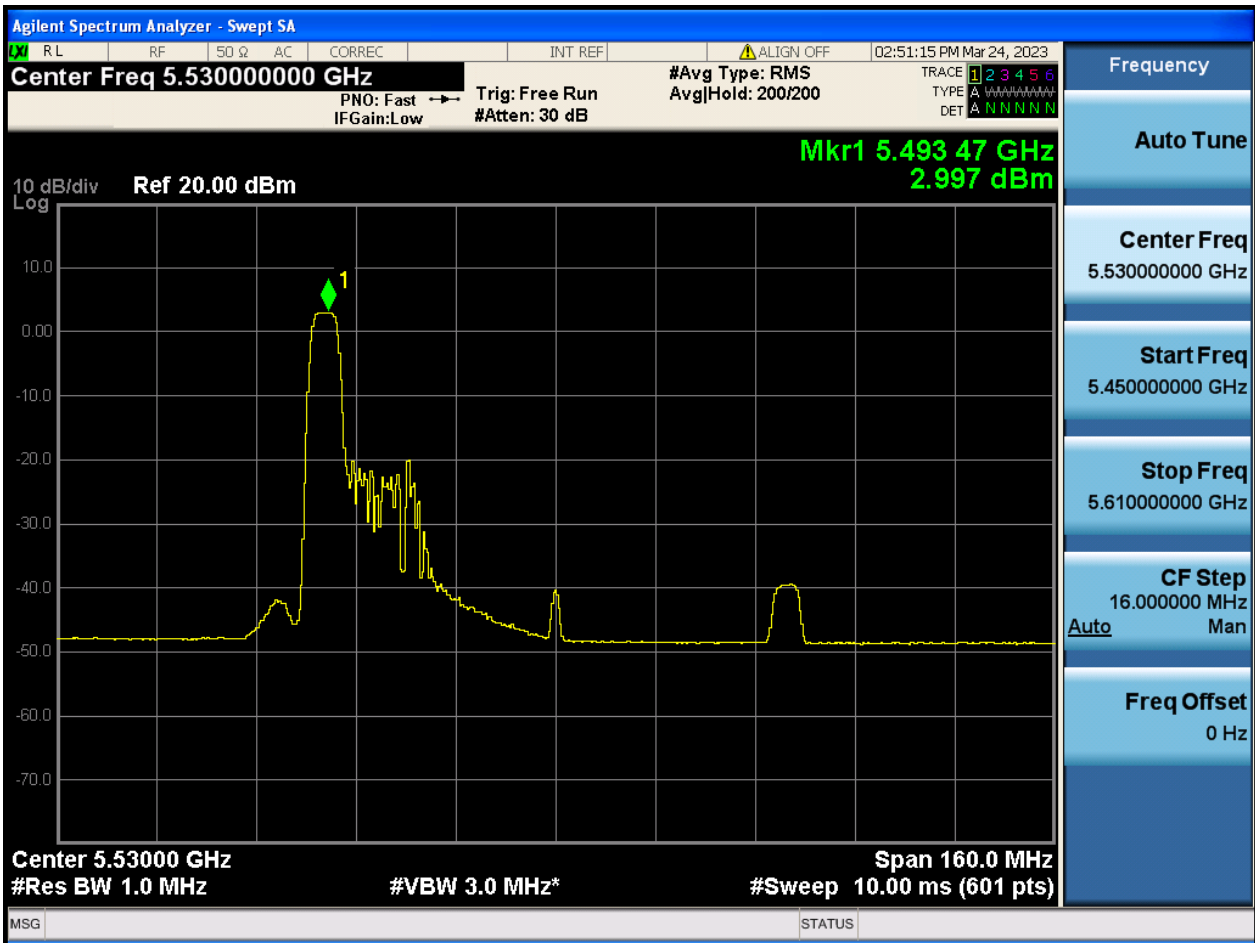 Agilent Spectrum Analyzer - Swept SA
LXI RL RF 50 Ω AC CORREC INT REF ALIGN OFF 02:51:15 PM Mar 24, 2023
Center Freq 5.530000000 GHz
PNO: Fast
IFGain:Low
Trig: Free Run
#Atten: 30 dB
#Avg Type: RMS
Avg|Hold: 200/200
TRACE 1 2 3 4 5 6
TYPE A WWWWWW
DET A N N N N N
Mkr1 5.493 47 GHz
2.997 dBm
10 dB/div Ref 20.00 dBm
Log
10.0
0.00
-10.0
-20.0
-30.0
-40.0
-50.0
-60.0
-70.0
1
Center 5.53000 GHz Span 160.0 MHz
#Res BW 1.0 MHz #VBW 3.0 MHz* #Sweep 10.00 ms (601 pts)
MSG STATUS
Frequency
Auto Tune
Center Freq
5.530000000 GHz
Start Freq
5.450000000 GHz
Stop Freq
5.610000000 GHz
CF Step
16.000000 MHz
Auto Man
Freq Offset
0 Hz